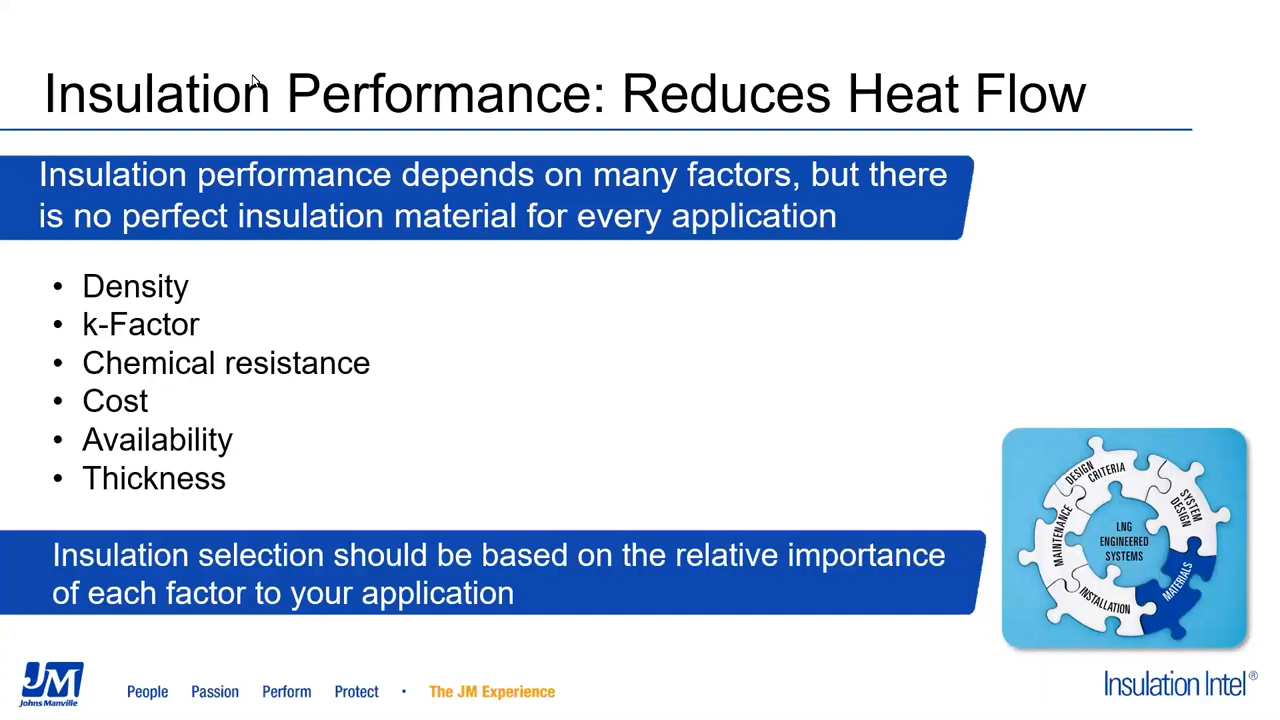 Insulation Performance: Reduces Heat Flow
Insulation performance depends on many factors, but there
is no perfect insulation material for every application
• Density
• k-Factor
• Chemical resistance
• Cost
• Availability
• Thickness
Insulation selection should be based on the relative importance
of each factor to your application
DESIGN
CRITERIA
SYSTEM
DESIGN
MATERIALS
INSTALLATION
MAINTENANCE
LNG
ENGINEERED
SYSTEMS
JM
Johns Manville
People Passion Perform Protect • The JM Experience
Insulation Intel®